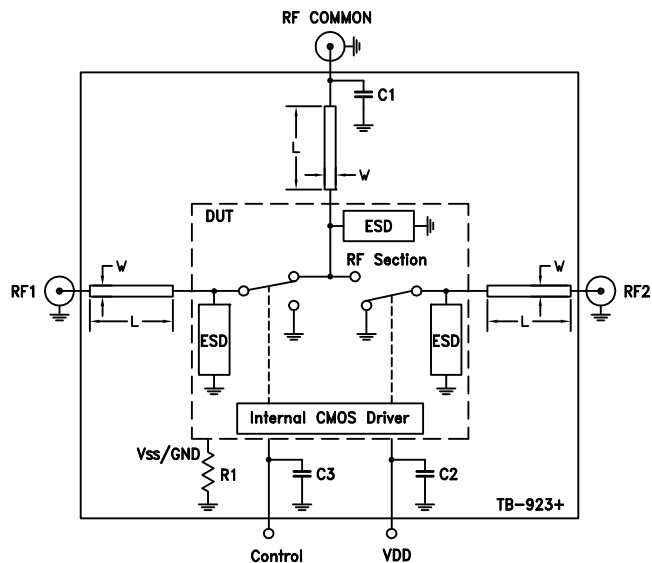 RF COMMON
C1
L
W
DUT
ESD
RF Section
W
RF1
L
ESD
ESD
W
RF2
L
Internal CMOS Driver
Vss/GND
R1
C3
C2
TB-923+
Control
VDD